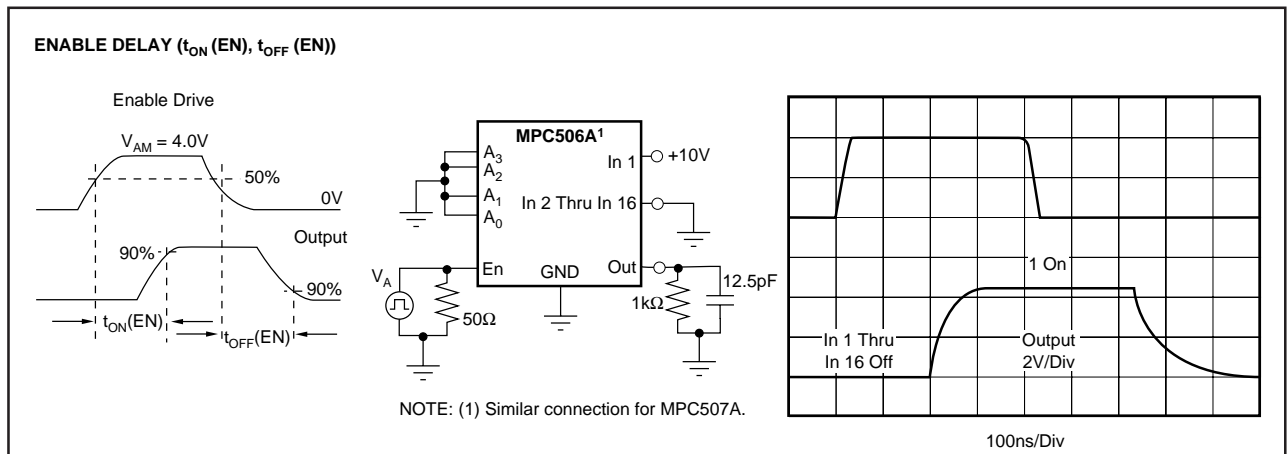 ENABLE DELAY (tON (EN), tOFF (EN))
Enable Drive
VAM = 4.0V
50%
0V
Output
90%
90%
tON(EN)
tOFF(EN)
MPC506A1
A3
A2
A1
A0
In 1
+10V
In 2 Thru In 16
En
GND
Out
VA
50Ω
1kΩ
12.5pF
NOTE: (1) Similar connection for MPC507A.
1 On
In 1 Thru
In 16 Off
Output
2V/Div
100ns/Div